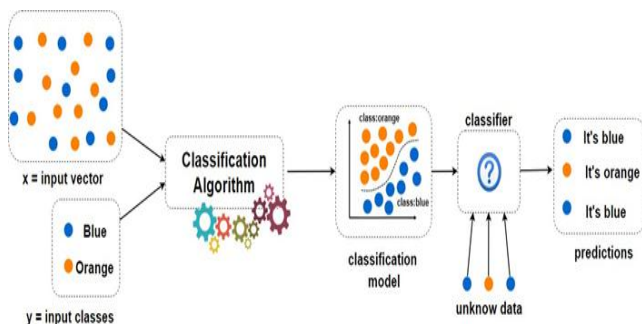 x = input vector
Blue
Orange
y = input classes
Classification
Algorithm
class:orange
class:blue
classification
model
classifier
?
unknow data
It's blue
It's orange
It's blue
predictions